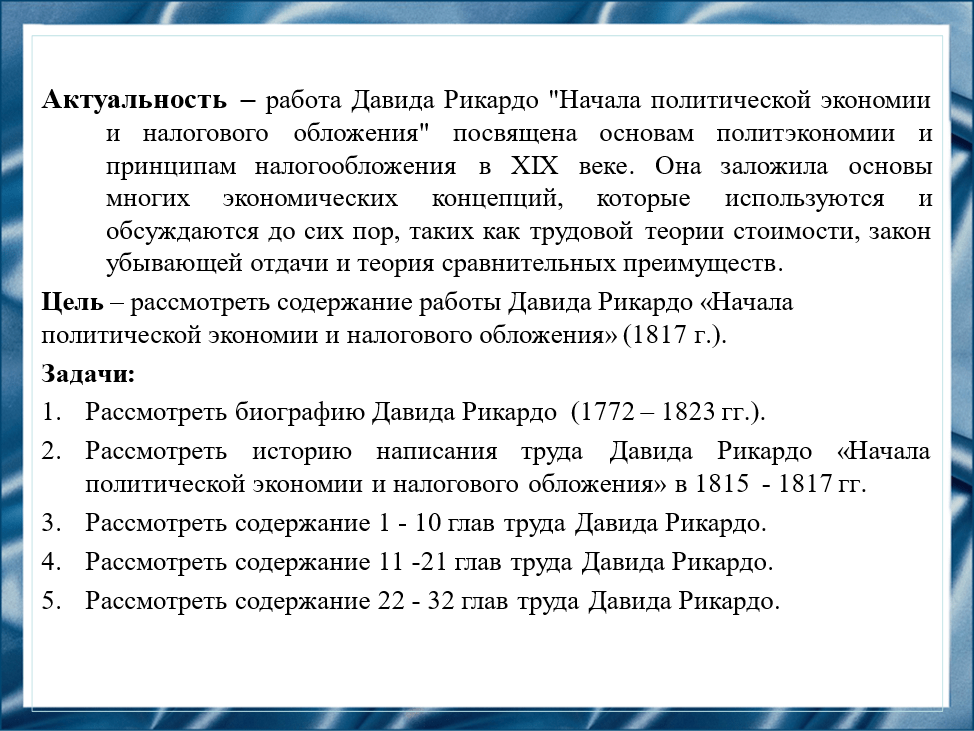 Актуальность – работа Давида Рикардо "Начала политической экономии
и налогового обложения" посвящена основам политэкономии и
принципам налогообложения в XIX веке. Она заложила основы
многих экономических концепций, которые используются и
обсуждаются до сих пор, таких как трудовой теории стоимости, закон
убывающей отдачи и теория сравнительных преимуществ.
Цель – рассмотреть содержание работы Давида Рикардо «Начала
политической экономии и налогового обложения» (1817 г.).
Задачи:
1. Рассмотреть биографию Давида Рикардо (1772 – 1823 гг.).
2. Рассмотреть историю написания труда Давида Рикардо «Начала
политической экономии и налогового обложения» в 1815 - 1817 гг.
3. Рассмотреть содержание 1 - 10 глав труда Давида Рикардо.
4. Рассмотреть содержание 11 -21 глав труда Давида Рикардо.
5. Рассмотреть содержание 22 - 32 глав труда Давида Рикардо.